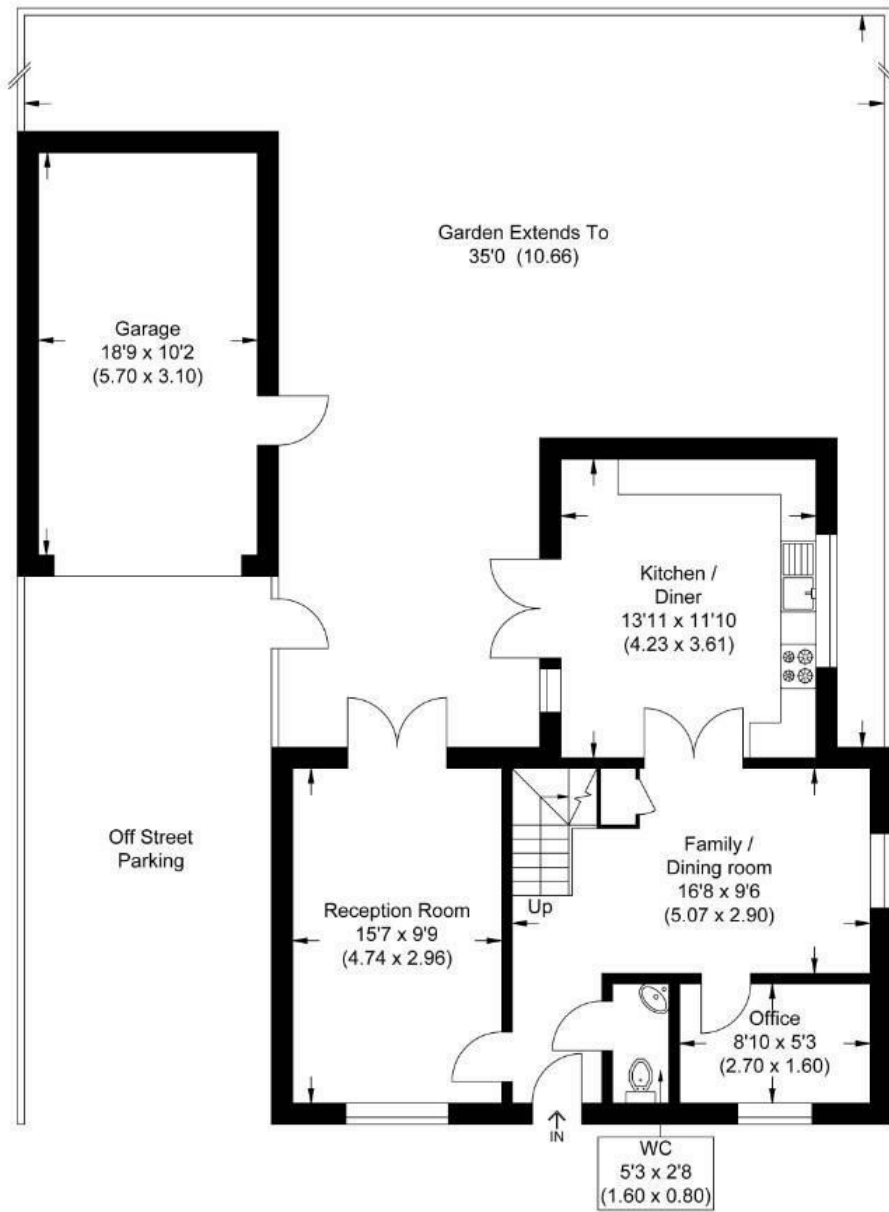 Garden Extends To
35'0 (10.66)
Garage
18'9 x 10'2
(5.70 x 3.10)
Kitchen /
Diner
13'11 x 11'10
(4.23 x 3.61)
Off Street
Parking
Family /
Dining room
16'8 x 9'6
(5.07 x 2.90)
Up
Reception Room
15'7 x 9'9
(4.74 x 2.96)
Office
8'10 x 5'3
(2.70 x 1.60)
IN
WC
5'3 x 2'8
(1.60 x 0.80)